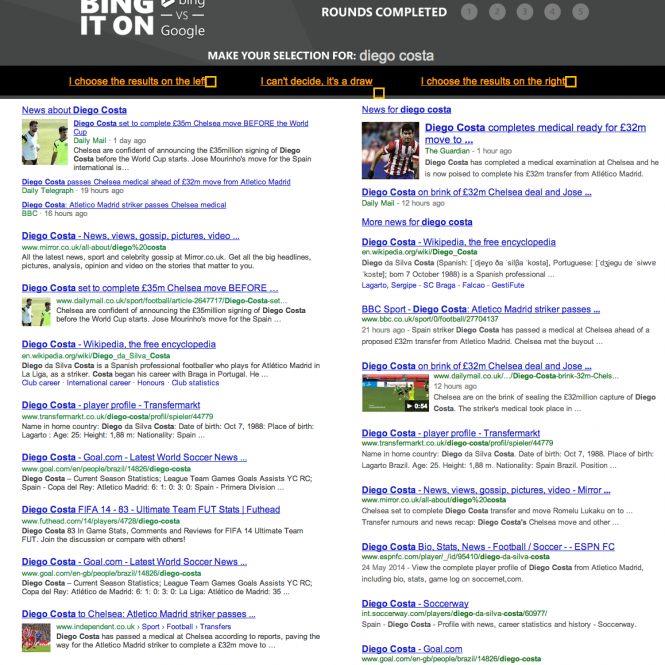 BING
IT ON
bing
VS
Google
ROUNDS COMPLETED 1 2 3 4 5
MAKE YOUR SELECTION FOR: diego costa
I choose the results on the left
I can't decide, it's a draw
I choose the results on the right
News about Diego Costa
Diego Costa set to complete £35m Chelsea move BEFORE the World
Cup
Daily Mail · 1 day ago
Chelsea are confident of announcing the £35million signing of Diego
Costa before the World Cup starts. Jose Mourinho's move for the Spain
international is…
Diego Costa passes Chelsea medical ahead of £32m move from Atletico Madrid
Daily Telegraph · 19 hours ago
Diego Costa: Atletico Madrid striker passes Chelsea medical
BBC · 16 hours ago
Diego Costa - News, views, gossip, pictures, video ...
www.mirror.co.uk/all-about/diego%20costa
All the latest news, sport and celebrity gossip at Mirror.co.uk. Get all the big headlines,
pictures, analysis, opinion and video on the stories that matter to you.
Diego Costa set to complete £35m Chelsea move BEFORE ...
www.dailymail.co.uk/sport/football/article-2647717/Diego-Costa-set...
Chelsea are confident of announcing the £35million signing of Diego Costa
before the World Cup starts. Jose Mourinho's move for the Spain ...
Diego Costa - Wikipedia, the free encyclopedia
en.wikipedia.org/wiki/Diego_da_Silva_Costa
Diego da Silva Costa is a Spanish professional footballer who plays for Atlético Madrid in
La Liga, as a striker. Costa began his career with Braga in Portugal. He ...
Club career · International career · Honours · Club statistics
Diego Costa - player profile - Transfermarkt
www.transfermarkt.co.uk/diego-costa/profil/spieler/44779
Name in home country: Diego da Silva Costa: Date of birth: Oct 7, 1988: Place of birth:
Lagarto : Age: 25: Height: 1,88 m: Nationality: Spain ...
Diego Costa - Goal.com - Latest World Soccer News ...
www.goal.com/en/people/brazil/14826/diego-costa
Diego Costa – Current Season Statistics; League Team Games Goals Assists YC RC;
Spain - Copa del Rey: Atletico Madrid: 6: 1: 0: 3: 0: Spain - Primera Division ...
Diego Costa FIFA 14 - 83 - Ultimate Team FUT Stats | Futhead
www.futhead.com/14/players/4728/diego-costa
Diego Costa 83 In Game Stats, Comments and Reviews for FIFA 14 Ultimate Team
FUT. Join the discussion or compare with others!
Diego Costa - Goal.com - Latest World Soccer News ...
www.goal.com/en-gb/people/brazil/14826/diego-costa
Diego Costa – Current Season Statistics; League Team Games Goals Assists YC RC;
Copa del Rey: Atlético de Madrid: 6: 1: 0: 3: 0: La Liga: Atlético de Madrid: 35 ...
Diego Costa to Chelsea: Atlético Madrid striker passes ...
www.independent.co.uk › Sport › Football › Transfers
Diego Costa has passed a medical at Chelsea according to reports, paving the
way for the Atlético Madrid striker to complete a £32m move to ...
News for diego costa
Diego Costa completes medical ready for £32m
move to ...
The Guardian - 1 hour ago
Diego Costa has completed a medical examination at Chelsea and he
is now poised to complete his £32m transfer from Atlético Madrid.
Diego Costa on brink of £32m Chelsea deal and Jose ...
Daily Mail - 12 hours ago
More news for diego costa
Diego Costa - Wikipedia, the free encyclopedia
en.wikipedia.org/wiki/Diego_Costa
Diego da Silva Costa (Spanish:
Portuguese:
born 7 October 1988) is a Spanish professional ...
Lagarto, Sergipe - SC Braga - Falcao - GestiFute
BBC Sport - Diego Costa: Atletico Madrid striker passes ...
www.bbc.co.uk/sport/0/football/27704137
21 hours ago - Spain striker Diego Costa has passed a medical at Chelsea ahead of a
proposed £32m transfer from Atletico Madrid. Chelsea met the buyout ...
Diego Costa on brink of £32m Chelsea deal and Jose ...
www.dailymail.co.uk/.../Diego-Costa-brink-32m-Chels...
12 hours ago
0:54
Chelsea are on the brink of sealing the £32million capture of Diego
Costa. The striker's medical took place in ...
Diego Costa - player profile - Transfermarkt
www.transfermarkt.co.uk/diego-costa/profil/spieler/44779
Name in home country: Diego da Silva Costa. Date of birth: Oct 7, 1988. Place of birth:
Lagarto Brazil. Age: 25. Height: 1,88 m. Nationality: Spain Brazil. Position ...
Diego Costa - News, views, gossip, pictures, video - Mirror ...
www.mirror.co.uk/all-about/diego%20costa
Chelsea set to complete Diego Costa transfer and move Romelu Lukaku on to ...
Transfer rumours and news recap: Diego Costa's Chelsea move and other ...
Diego Costa Bio, Stats, News - Football / Soccer - - ESPN FC
www.espnfc.com/player/_/id/95410/diego-da-silva-costa
24 May 2014 - View the complete player profile of Diego Costa from Atletico Madrid,
including bio, stats, game log on soccernet,com.
Diego Costa - Soccerway
int.soccerway.com/players/diego-da-silva-costa/60977/
Spain - Diego Costa - Profile with news, career statistics and history - Soccerway.
Diego Costa - Goal.com
www.goal.com/en-gb/people/brazil/14826/diego-costa